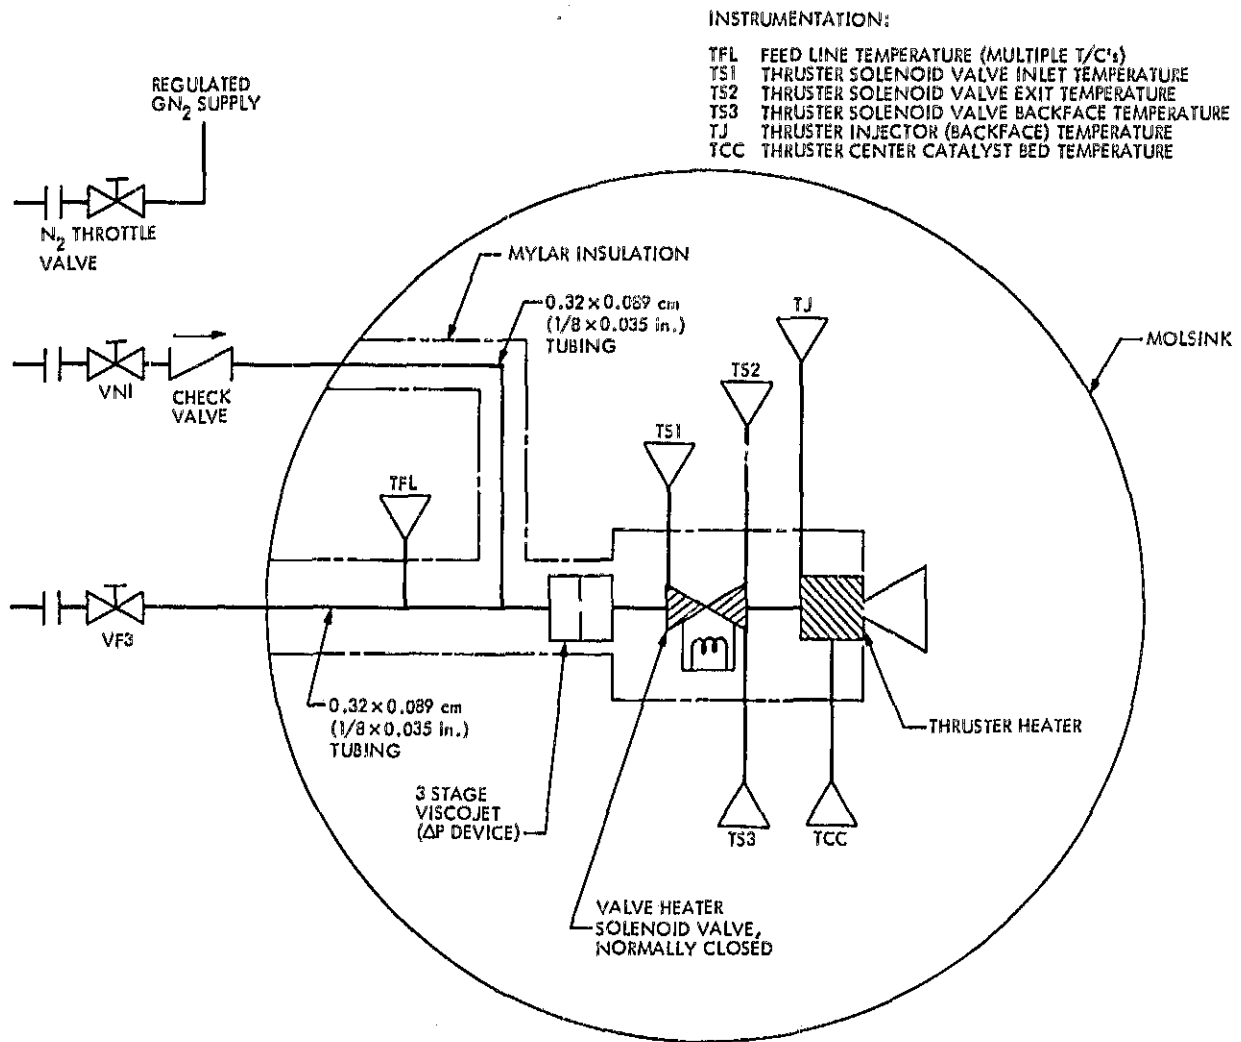 INSTRUMENTATION:
TFL FEED LINE TEMPERATURE (MULTIPLE T/C's)
TS1 THRUSTER SOLENOID VALVE INLET TEMPERATURE
TS2 THRUSTER SOLENOID VALVE EXIT TEMPERATURE
TS3 THRUSTER SOLENOID VALVE BACKFACE TEMPERATURE
TJ THRUSTER INJECTOR (BACKFACE) TEMPERATURE
TCC THRUSTER CENTER CATALYST BED TEMPERATURE
REGULATED
GN₂ SUPPLY
N₂ THROTTLE
VALVE
MYLAR INSULATION
0.32 × 0.089 cm
(1/8 × 0.035 in.)
TUBING
TJ
MOLSINK
VN1
CHECK
VALVE
TS2
TS1
TFL
VF3
0.32 × 0.089 cm
(1/8 × 0.035 in.)
TUBING
THRUSTER HEATER
3 STAGE
VISCOJET
(ΔP DEVICE)
TS3
TCC
VALVE HEATER
SOLENOID VALVE,
NORMALLY CLOSED